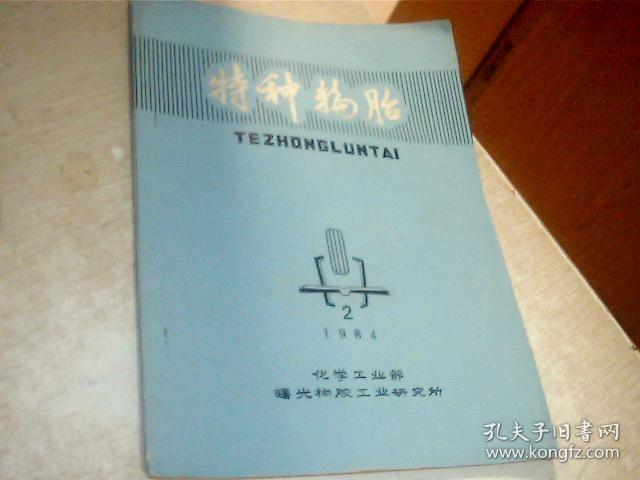 特种轮胎
TEZHONGLUNTAI
2
1984
化学工业部
曙光橡胶工业研究所
孔夫子旧书网
www.kongfz.com